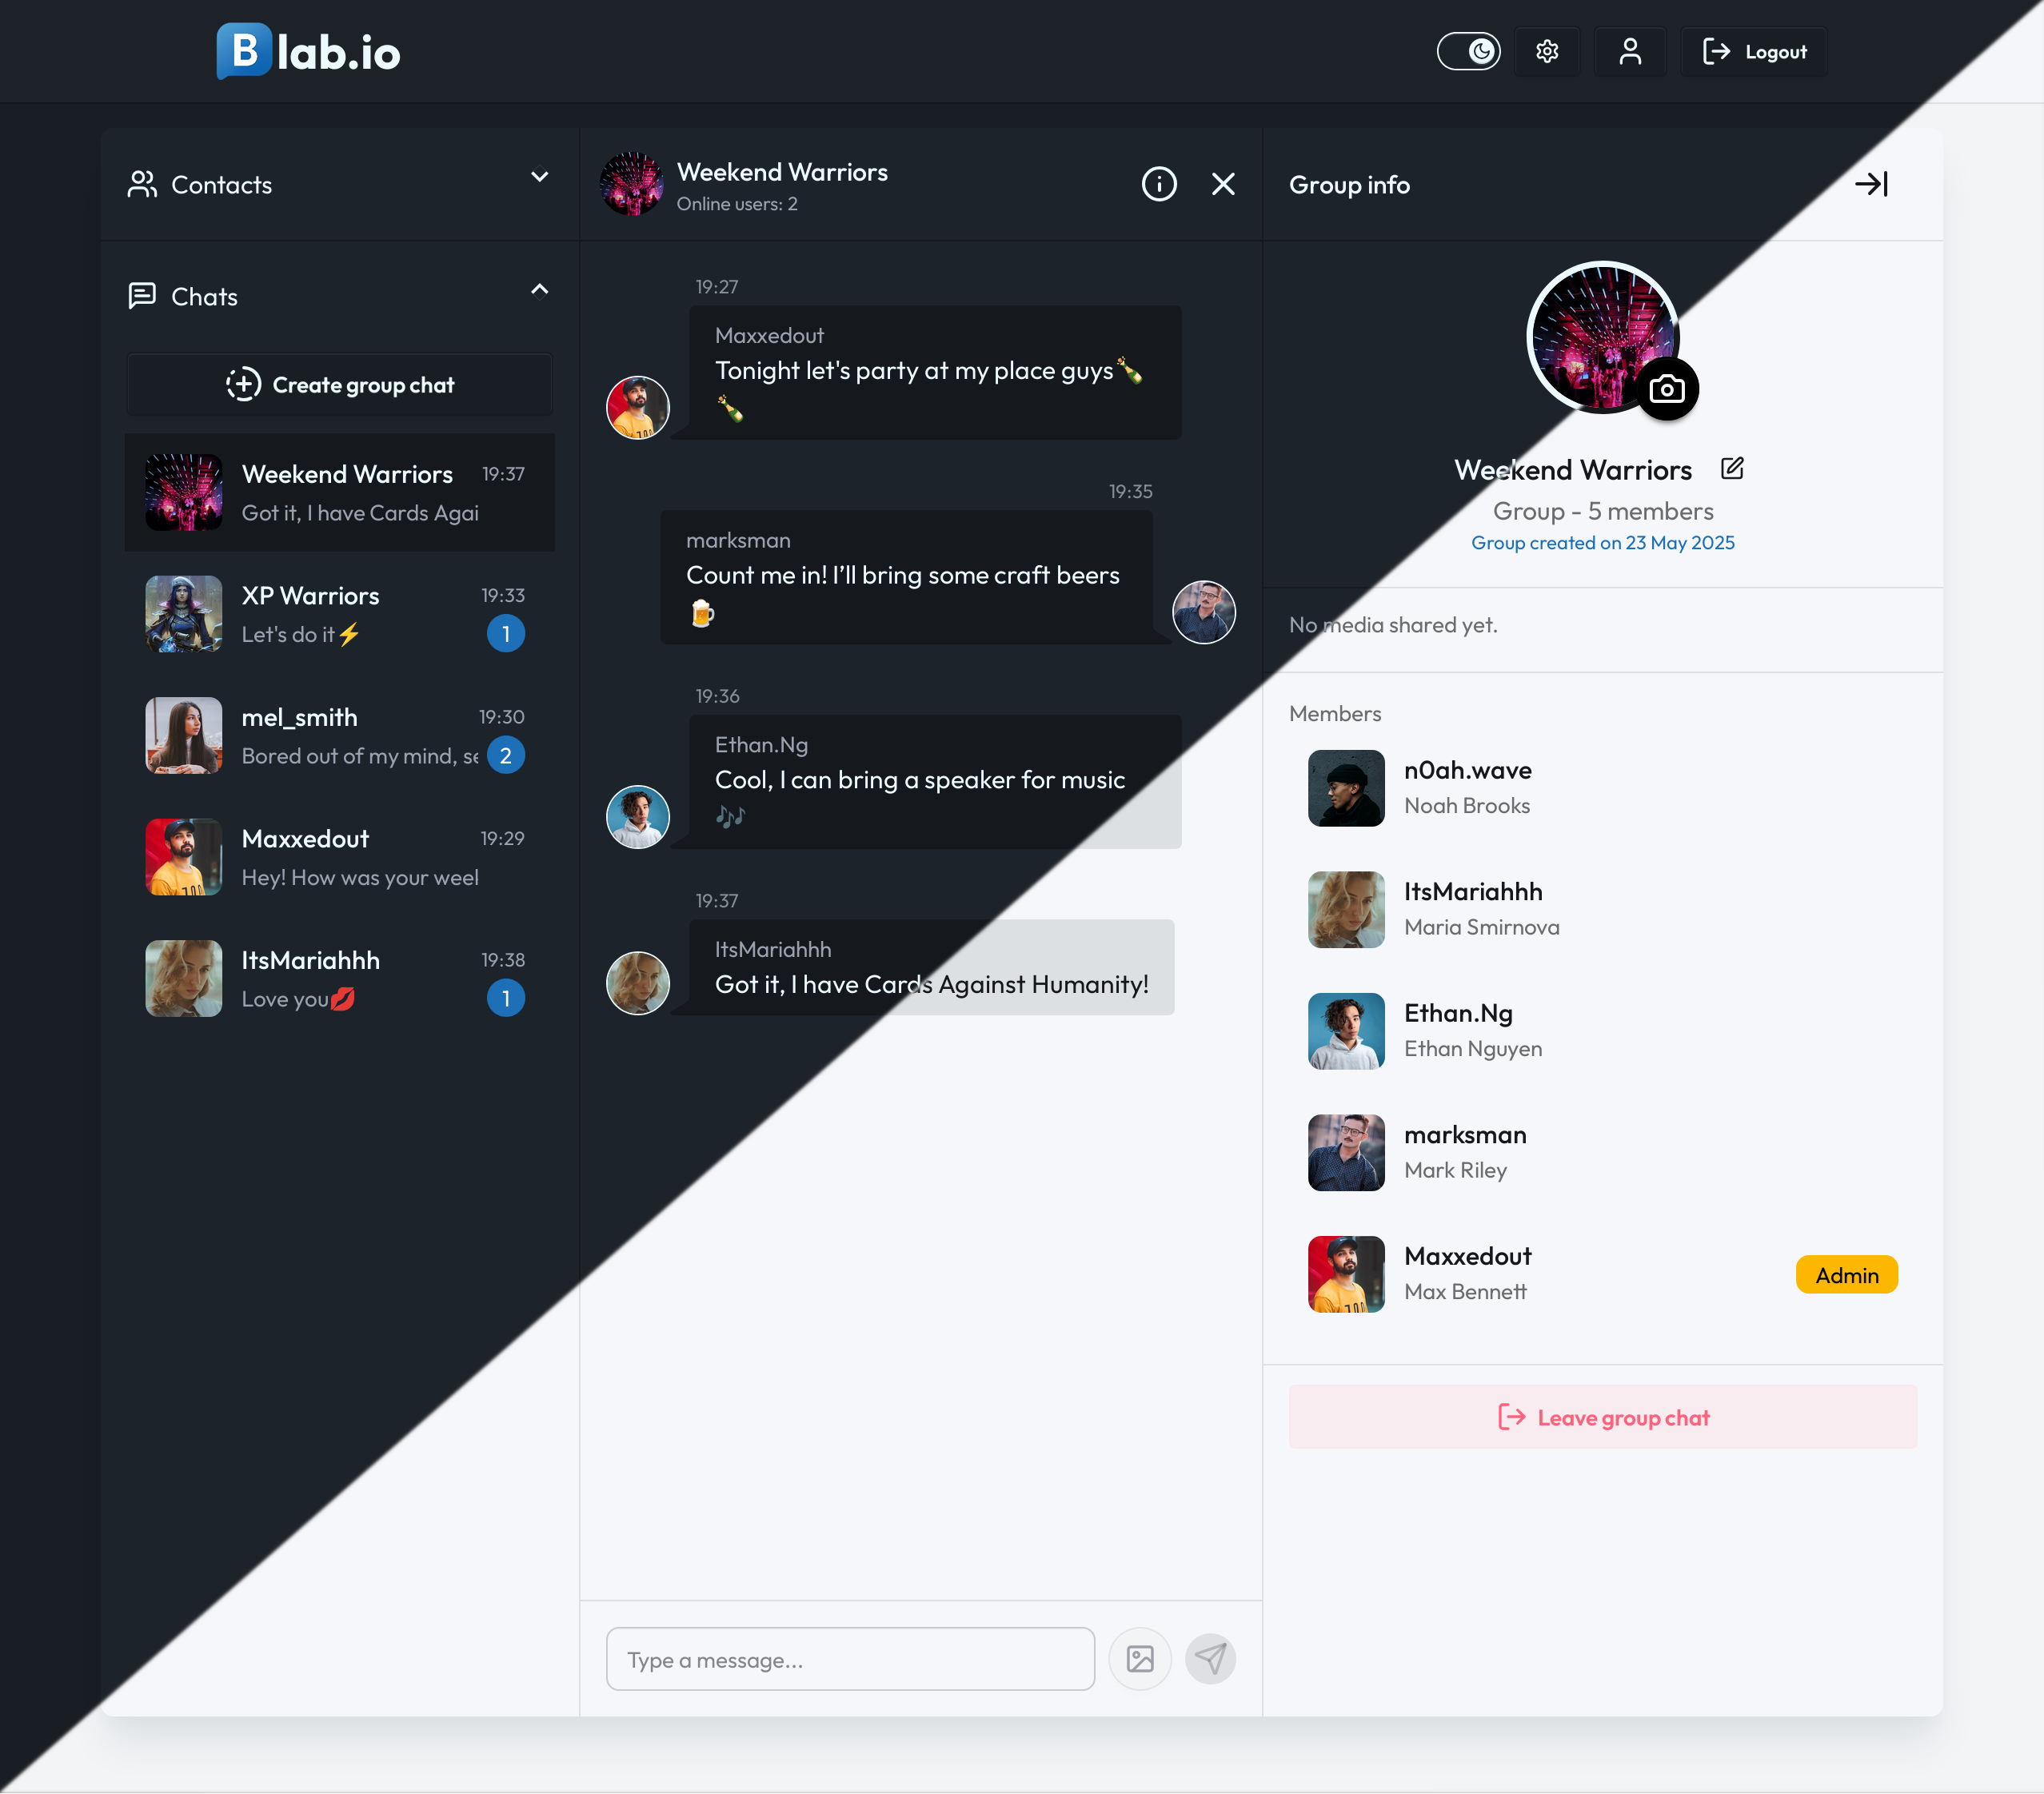 Blab.io
Logout
Contacts
Chats
Create group chat
Weekend Warriors 19:37
Got it, I have Cards Agai
XP Warriors 19:33
Let's do it⚡ 1
mel_smith 19:30
Bored out of my mind, se 2
Maxxedout 19:29
Hey! How was your weel
ItsMariahhh 19:38
Love you💋 1
Weekend Warriors
Online users: 2
19:27
Maxxedout
Tonight let's party at my place guys🍾
🍾
19:35
marksman
Count me in! I’ll bring some craft beers
🍺
19:36
Ethan.Ng
Cool, I can bring a speaker for music
🎶
19:37
ItsMariahhh
Got it, I have Cards Against Humanity!
Type a message...
Group info
Weekend Warriors
Group - 5 members
Group created on 23 May 2025
No media shared yet.
Members
n0ah.wave
Noah Brooks
ItsMariahhh
Maria Smirnova
Ethan.Ng
Ethan Nguyen
marksman
Mark Riley
Maxxedout
Max Bennett
Admin
Leave group chat